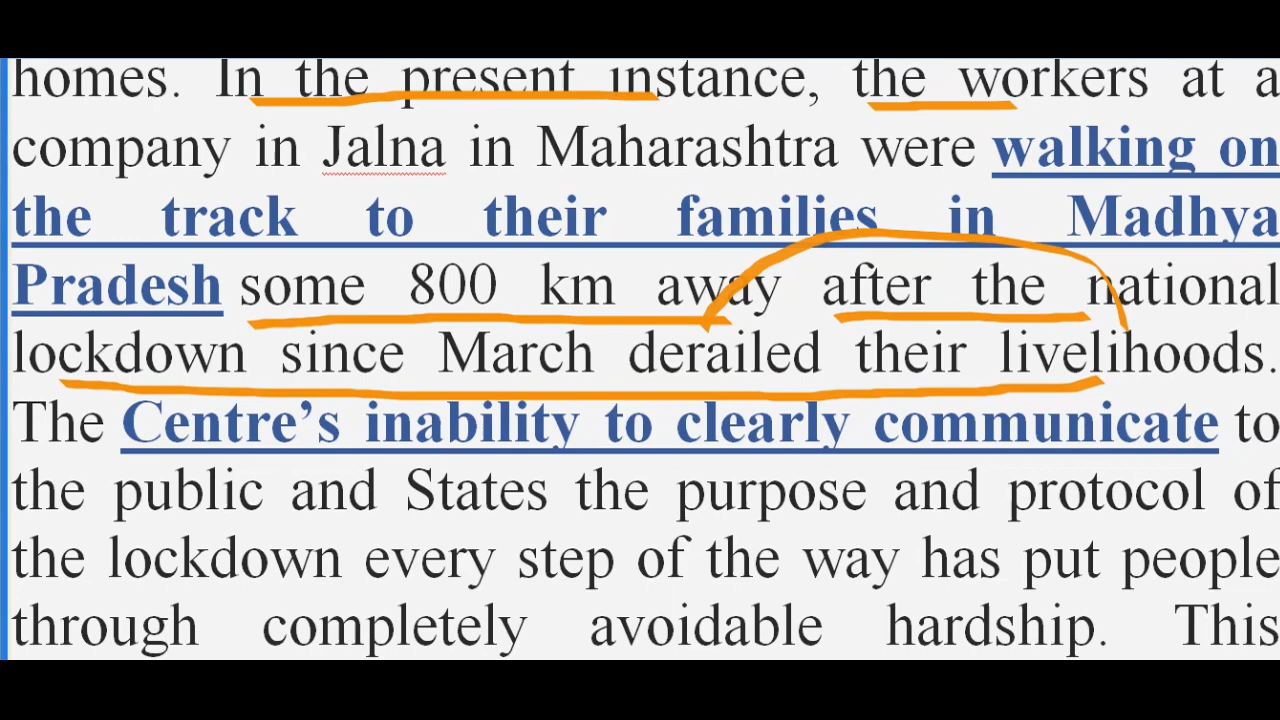 homes. In the present instance, the workers at a
company in Jalna in Maharashtra were walking on
the track to their families in Madhya
Pradesh some 800 km away after the national
lockdown since March derailed their livelihoods.
The Centre’s inability to clearly communicate to
the public and States the purpose and protocol of
the lockdown every step of the way has put people
through completely avoidable hardship. This